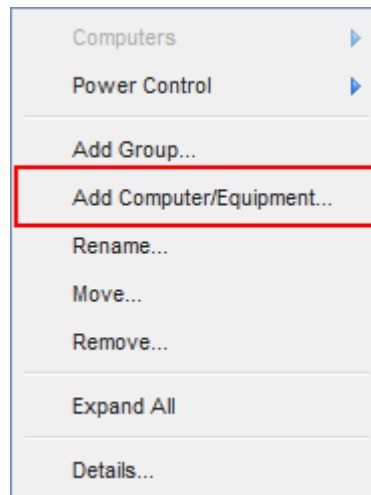 Computers
Power Control
Add Group...
Add Computer/Equipment...
Rename...
Move...
Remove...
Expand All
Details...